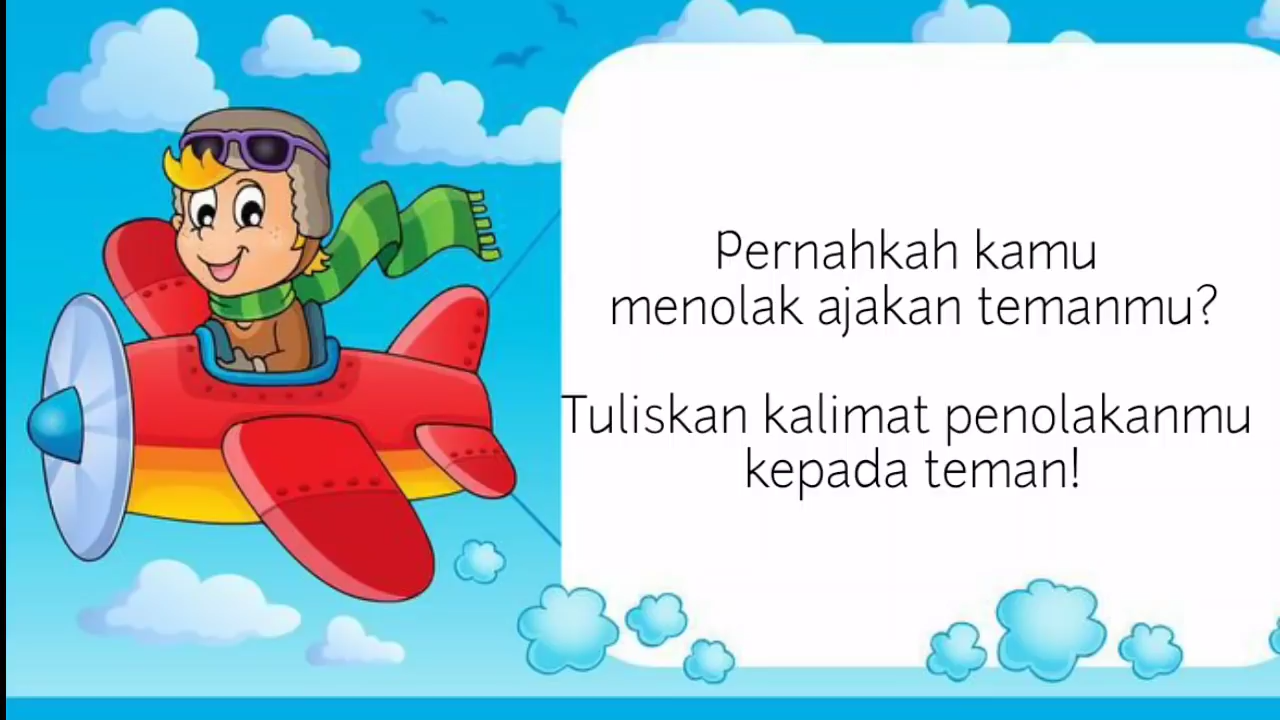 Pernahkah kamu
menolak ajakan temanmu?
Tuliskan kalimat penolakanmu
kepada teman!